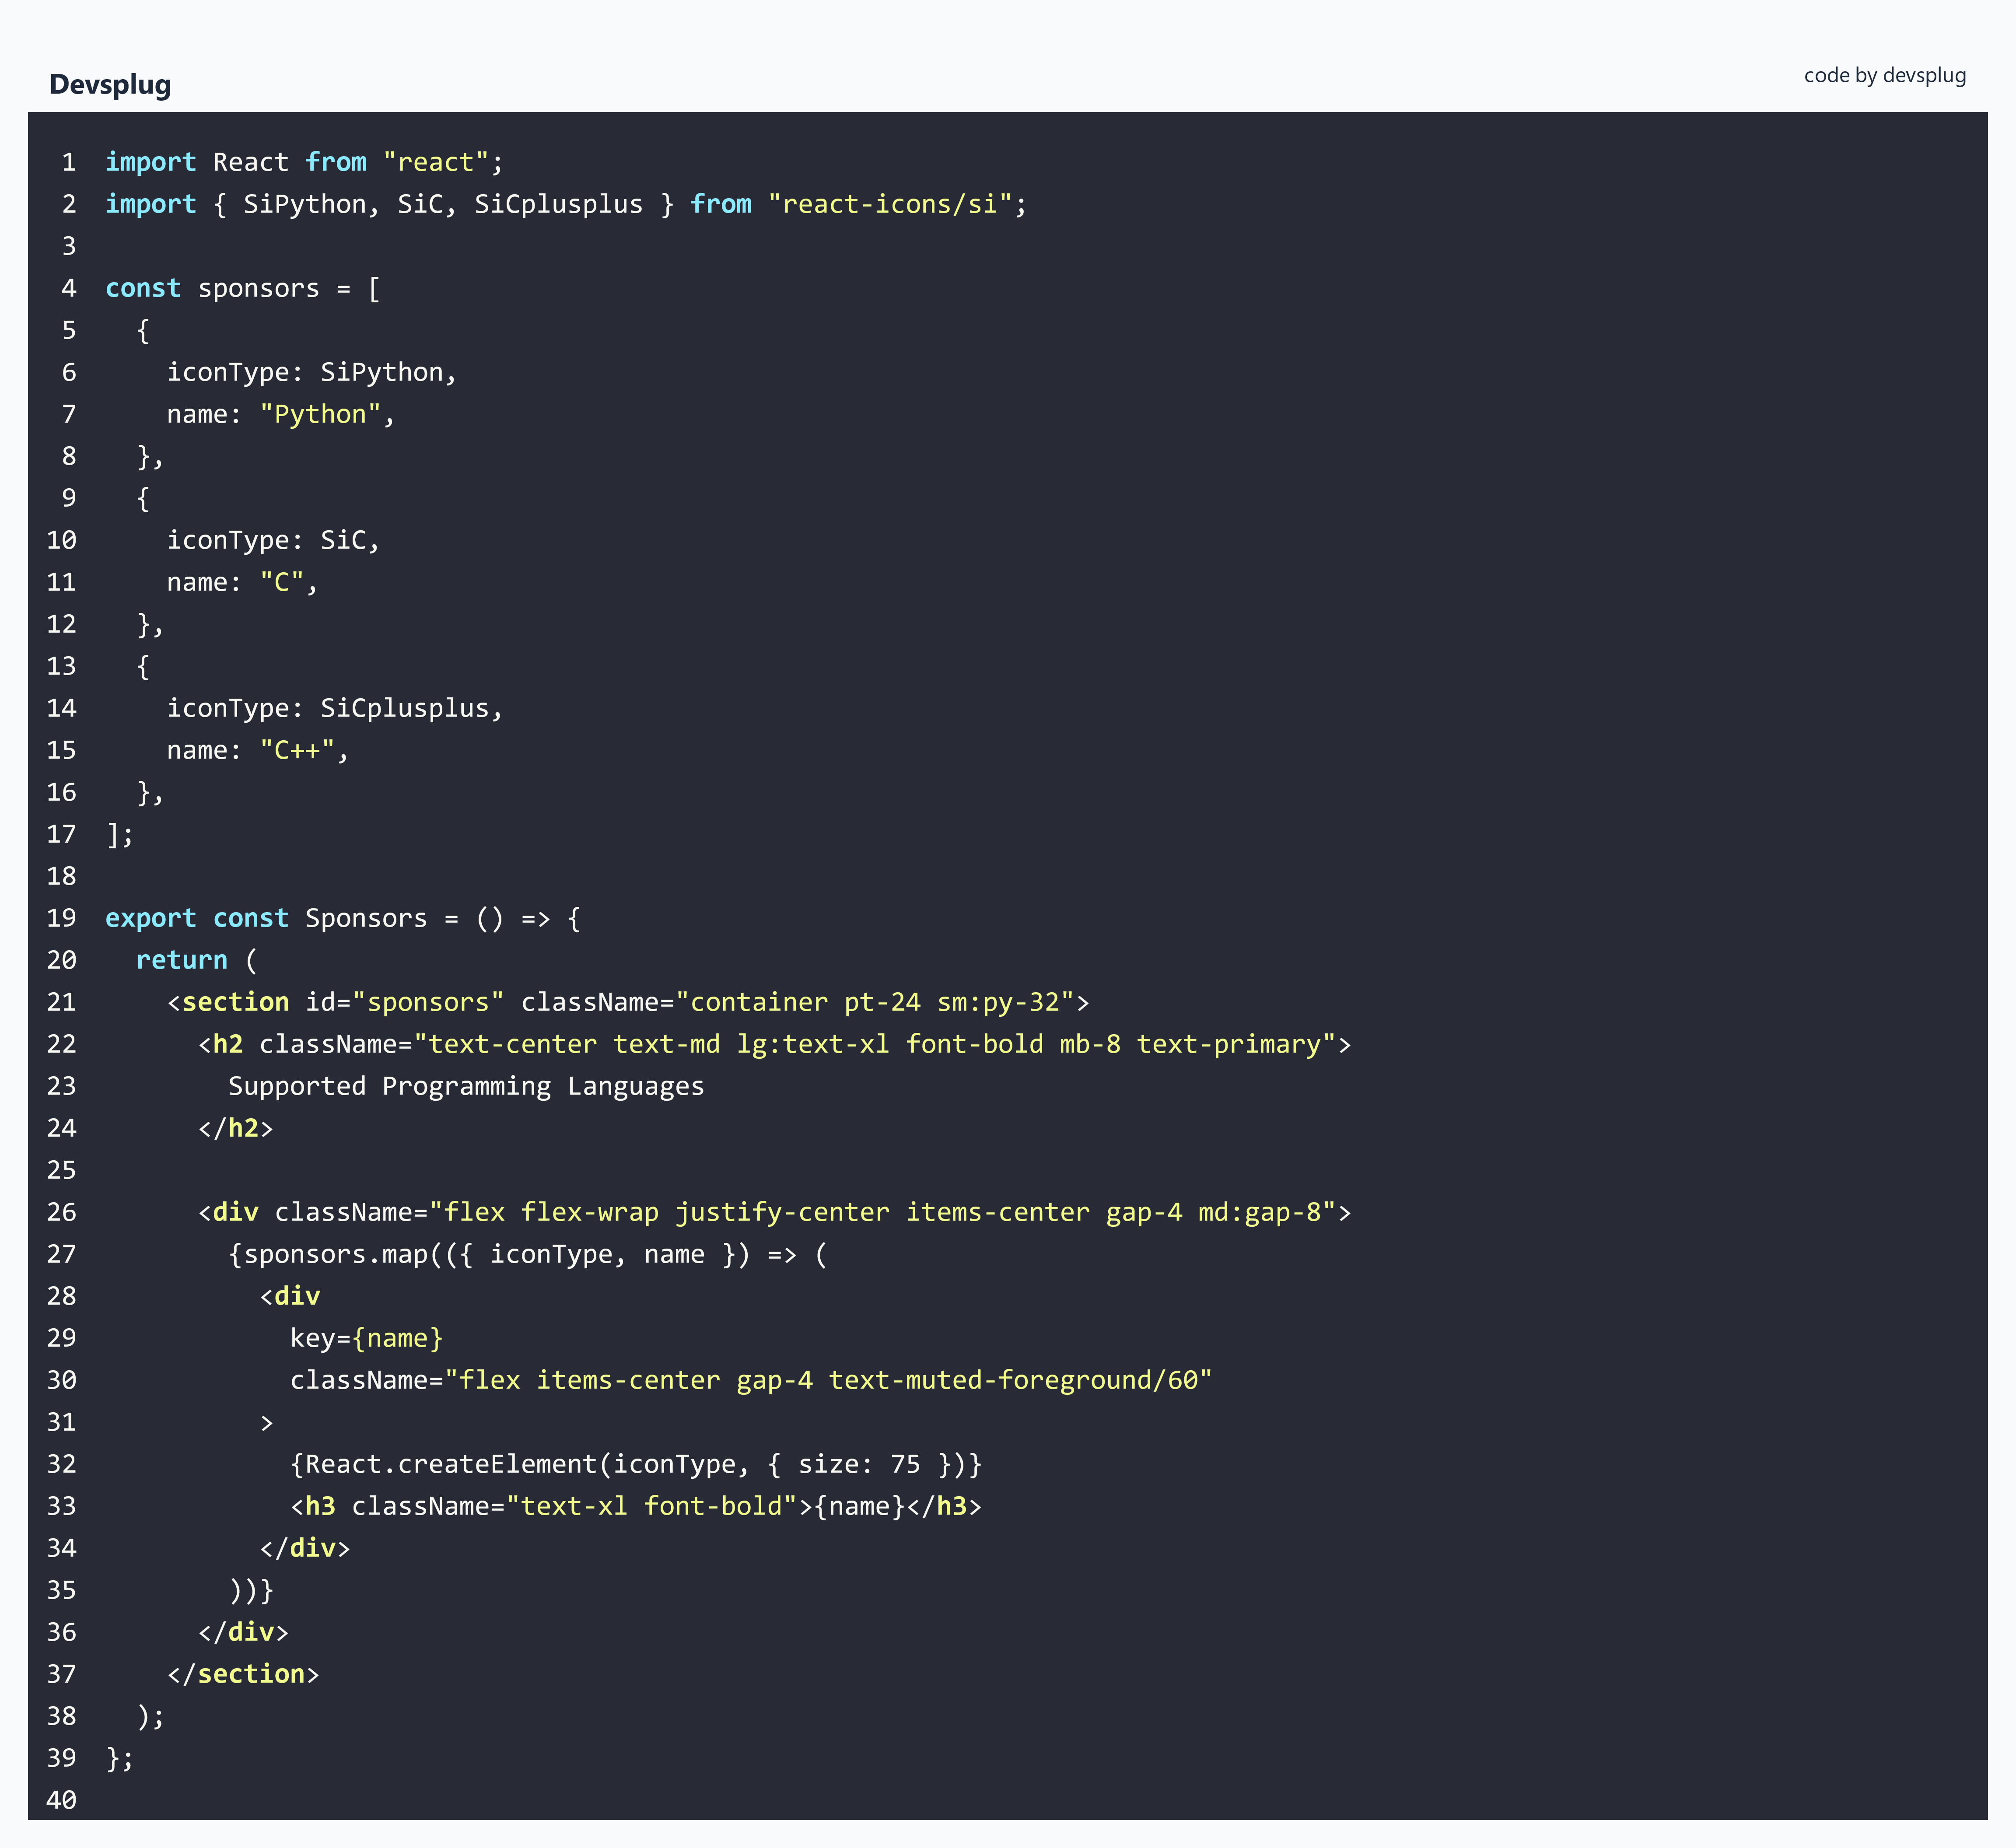 Devsplug
code by devsplug
1 import React from "react";
2 import { SiPython, SiC, SiCplusplus } from "react-icons/si";
3
4 const sponsors = [
5   {
6     iconType: SiPython,
7     name: "Python",
8   },
9   {
10     iconType: SiC,
11     name: "C",
12   },
13   {
14     iconType: SiCplusplus,
15     name: "C++",
16   },
17 ];
18
19 export const Sponsors = () => {
20   return (
21     <section id="sponsors" className="container pt-24 sm:py-32">
22       <h2 className="text-center text-md lg:text-xl font-bold mb-8 text-primary">
23         Supported Programming Languages
24       </h2>
25
26       <div className="flex flex-wrap justify-center items-center gap-4 md:gap-8">
27         {sponsors.map(({ iconType, name }) => (
28           <div
29             key={name}
30             className="flex items-center gap-4 text-muted-foreground/60"
31           >
32             {React.createElement(iconType, { size: 75 })}
33             <h3 className="text-xl font-bold">{name}</h3>
34           </div>
35         ))}
36       </div>
37     </section>
38   );
39 };
40